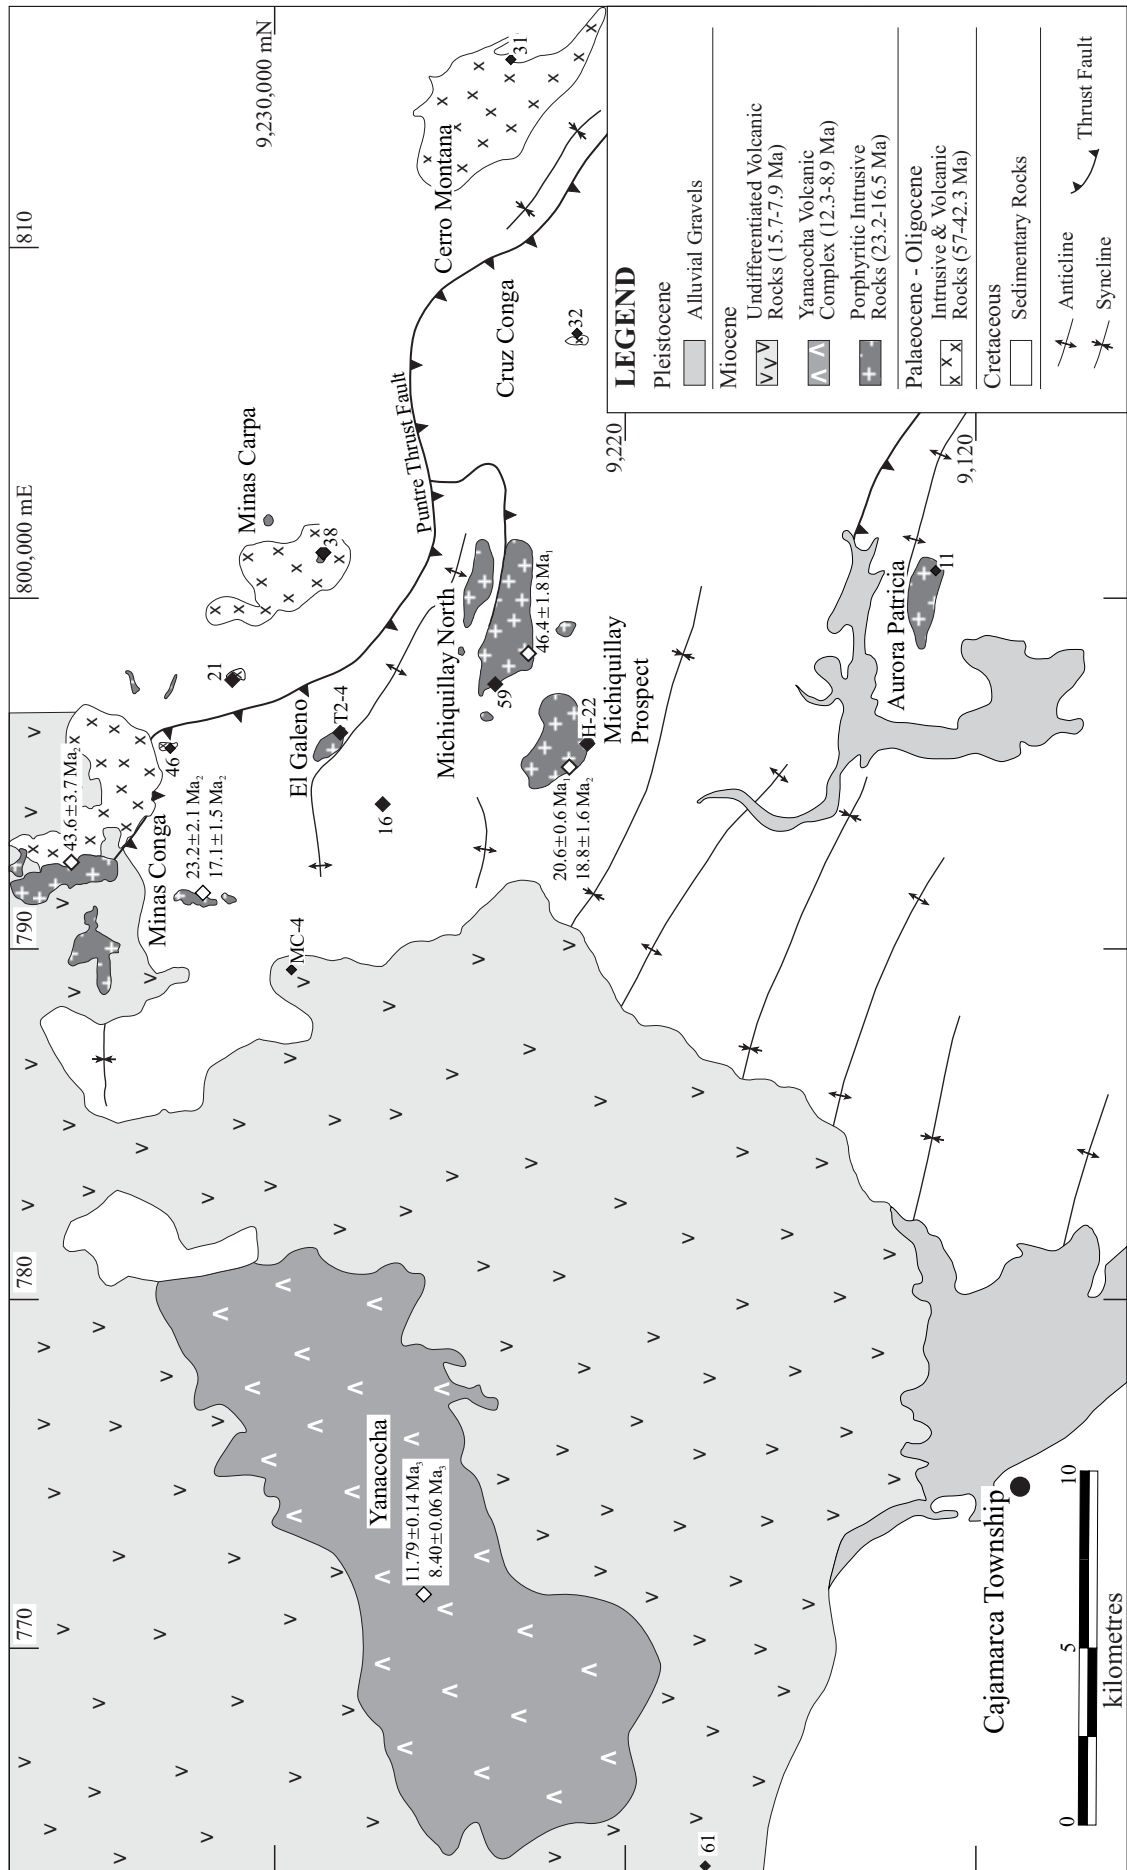 770
780
790
800,000 mE
810
9,230,000 mN
9,220
9,120
43.6±3.7 Ma2
Minas Conga
23.2±2.1 Ma2
17.1±1.5 Ma2
46
21
Minas Carpa
38
MC-4
El Galeno
T2-4
16
Puntre Thrust Fault
Cerro Montana
31
Cruz Conga
32
Michiquillay North
59
46.4±1.8 Ma1
20.6±0.6 Ma1
18.8±1.6 Ma2
H-22
Michiquillay
Prospect
Yanacocha
11.79±0.14 Ma3
8.40±0.06 Ma3
61
Aurora Patricia
11
Cajamarca Township
0
5
10
kilometres
LEGEND
Pleistocene
Alluvial Gravels
Miocene
Undifferentiated Volcanic
Rocks (15.7-7.9 Ma)
Yanacocha Volcanic
Complex (12.3-8.9 Ma)
Porphyritic Intrusive
Rocks (23.2-16.5 Ma)
Palaeocene - Oligocene
Intrusive & Volcanic
Rocks (57-42.3 Ma)
Cretaceous
Sedimentary Rocks
Anticline
Syncline
Thrust Fault